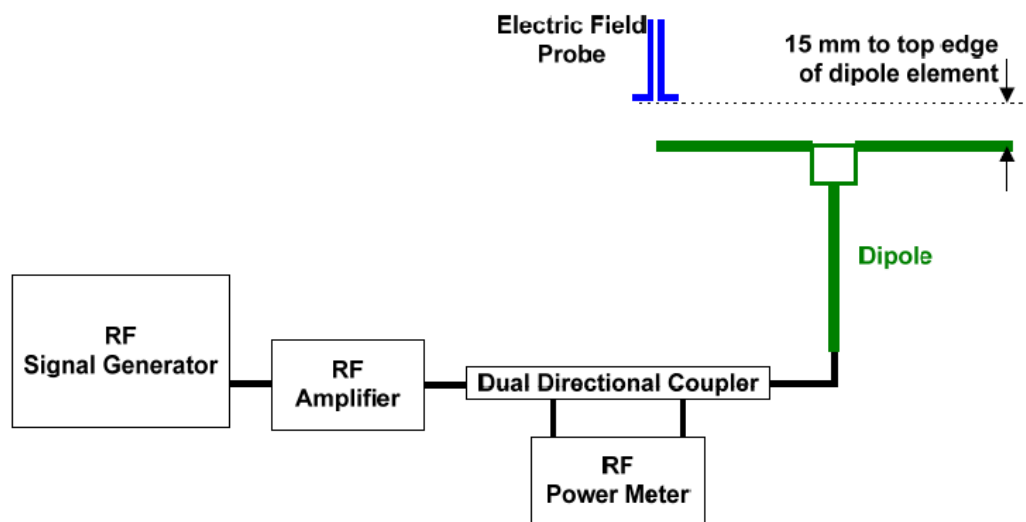 Electric Field
Probe
15 mm to top edge
of dipole element
Dipole
RF
Signal Generator
RF
Amplifier
Dual Directional Coupler
RF
Power Meter